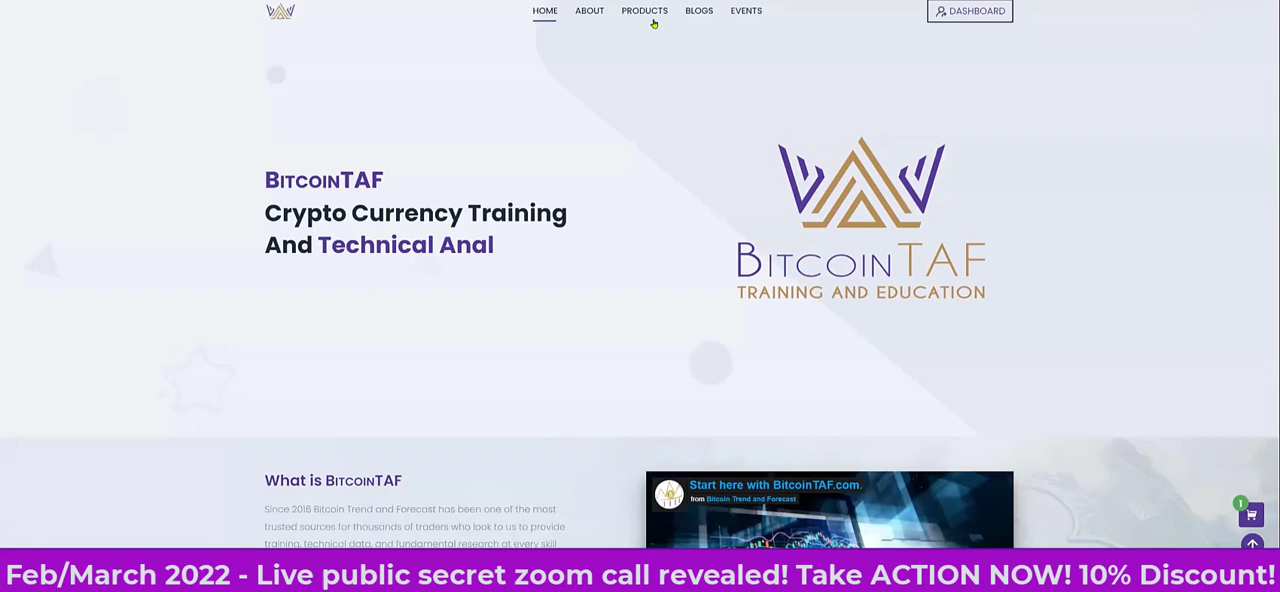 HOME ABOUT PRODUCTS BLOGS EVENTS DASHBOARD
BITCOINTAF
Crypto Currency Training
And Technical Anal
BITCOINTAF
TRAINING AND EDUCATION
What is BITCOINTAF
Since 2016 Bitcoin Trend and Forecast has been one of the most
trusted sources for thousands of traders who look to us to provide
training, technical data, and fundamental research at every skill
Start here with BitcoinTAF.com.
from Bitcoin Trend and Forecast
1
Feb/March 2022 - Live public secret zoom call revealed! Take ACTION NOW! 10% Discount!